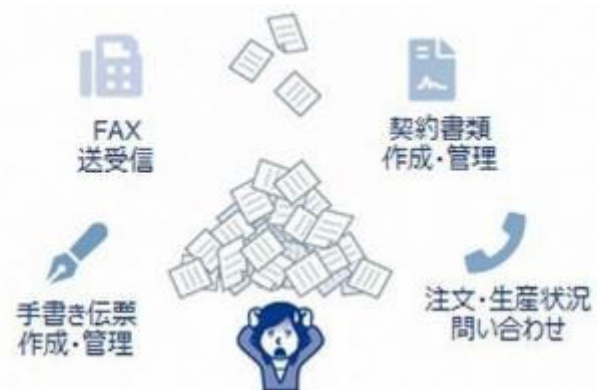 FAX
送受信
契約書類
作成・管理
手書き伝票
作成・管理
注文・生産状況
問い合わせ